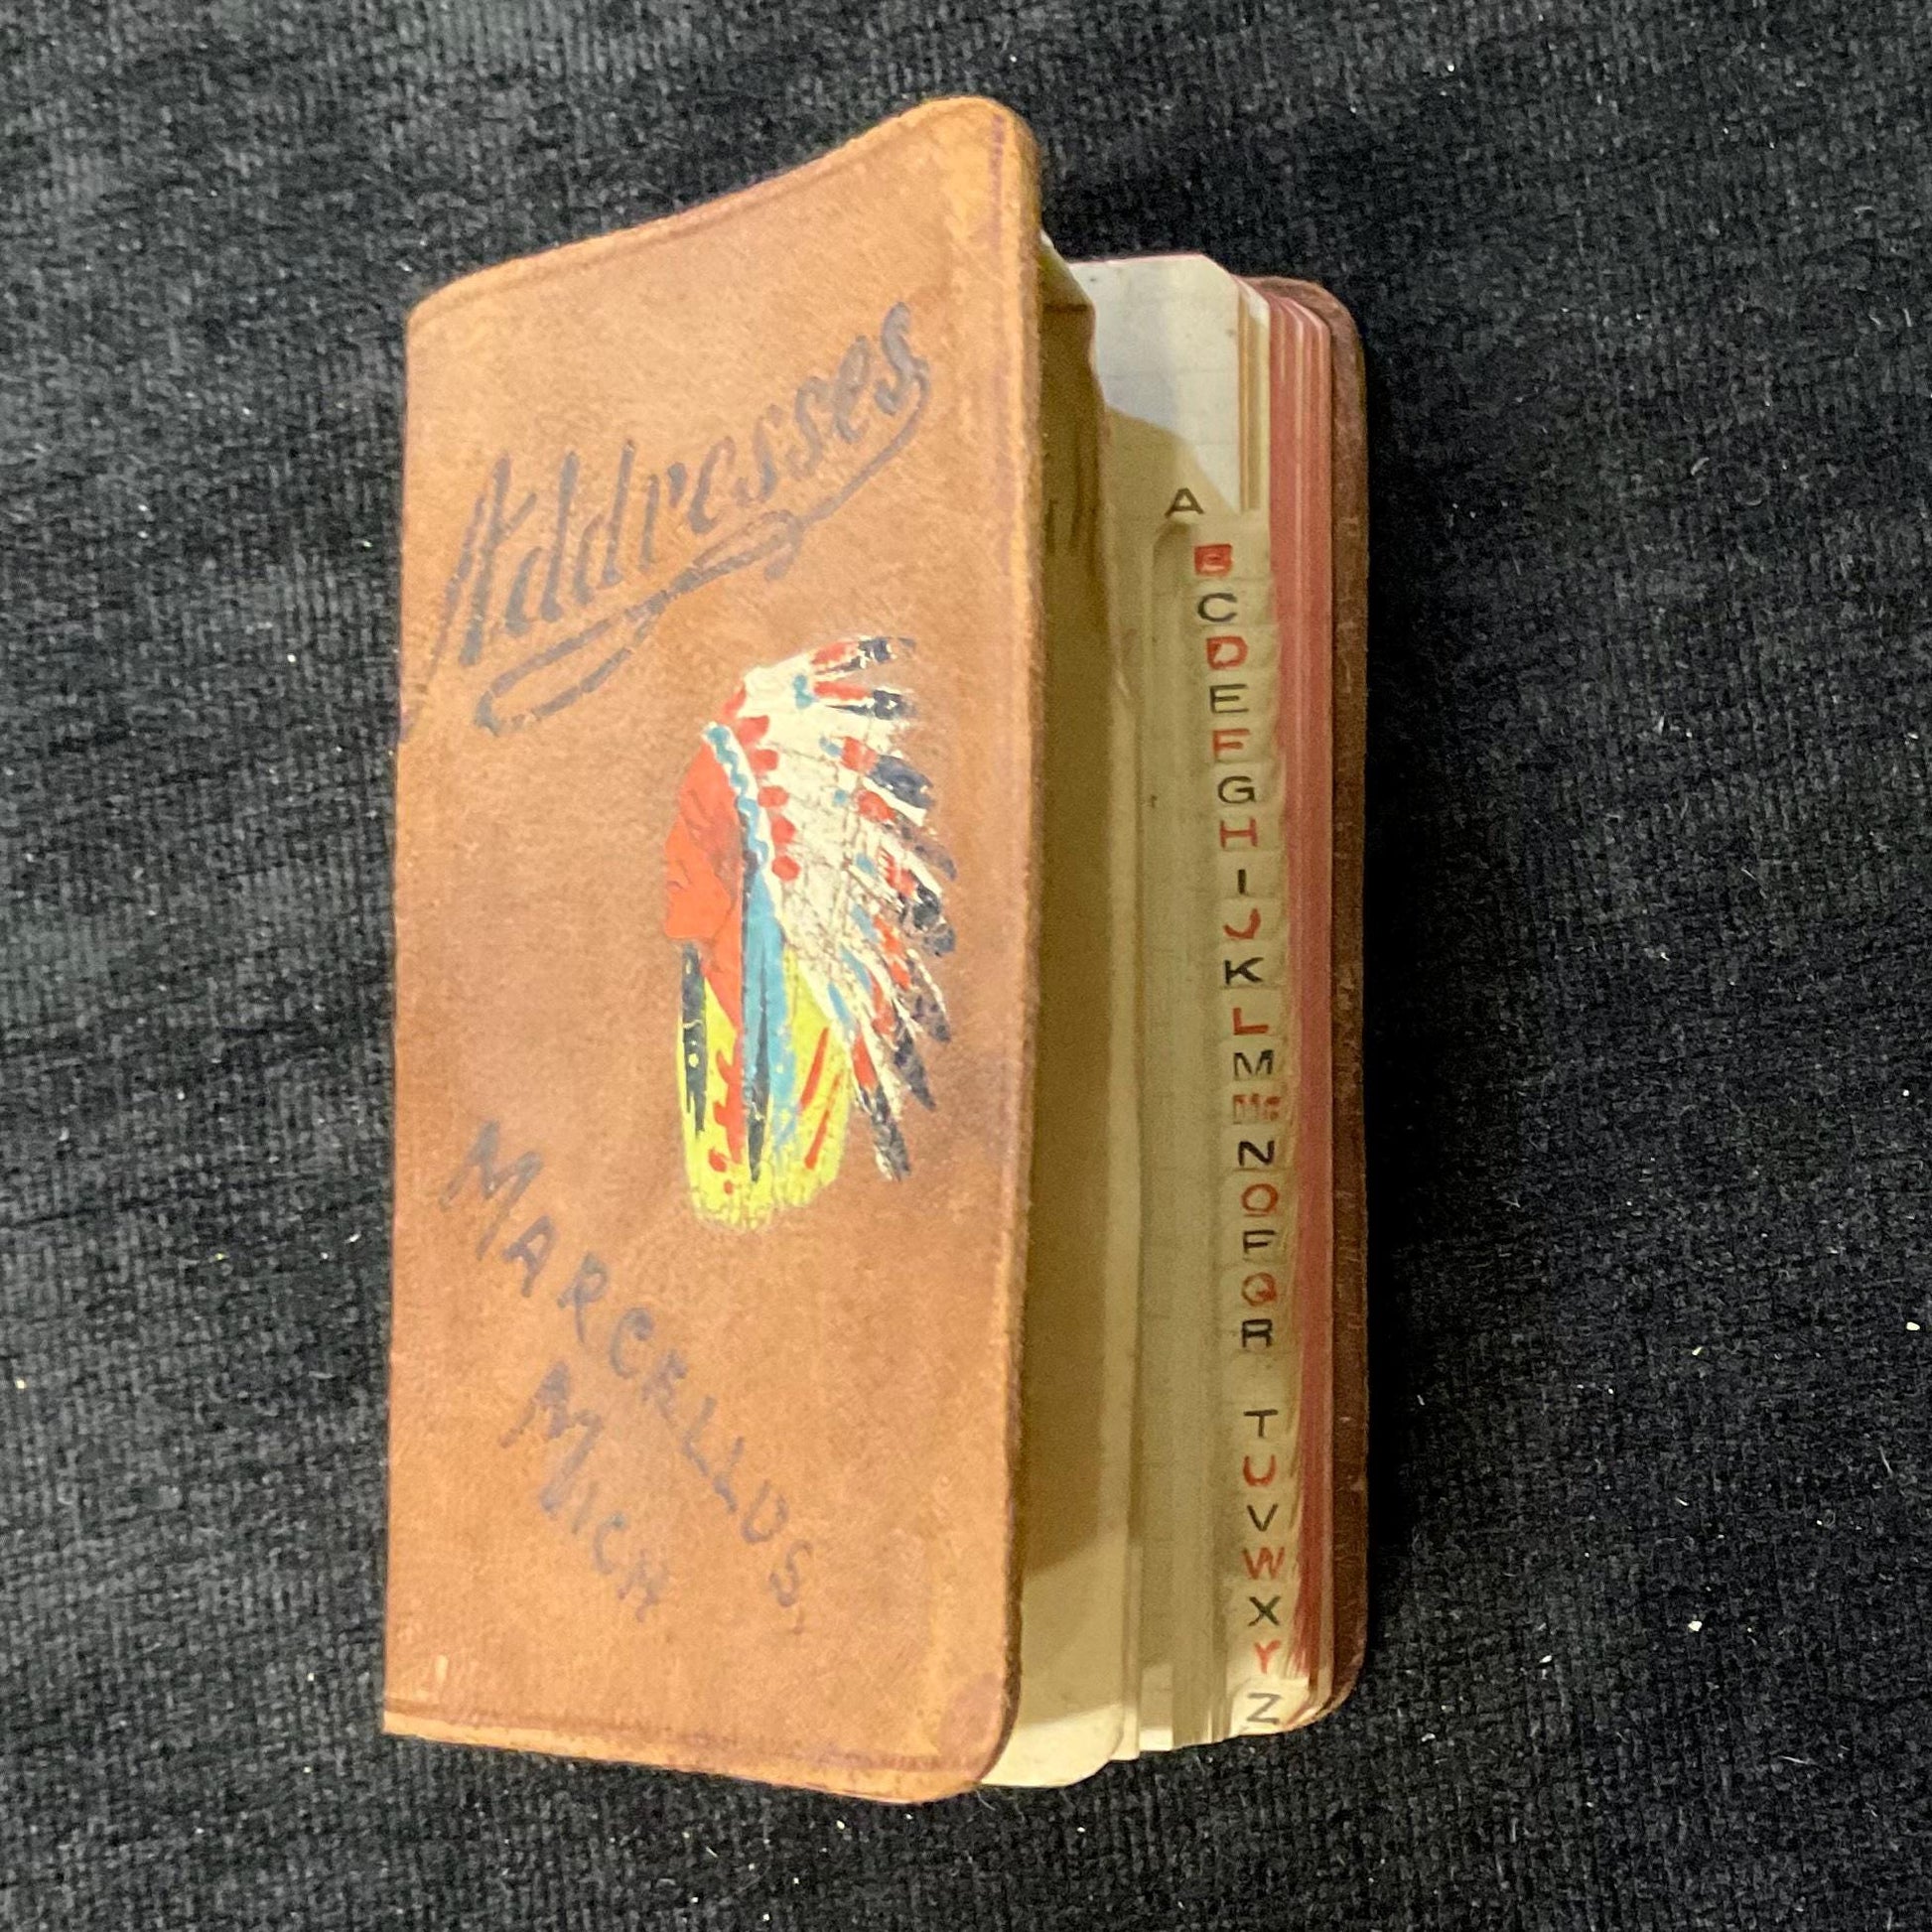 Addresses
MARCELLUS,
MICH
A
B
C
D
E
F
G
H
I
J
K
L
M
Mc
N
O
P
Q
R
T
U
V
W
X
Y
Z